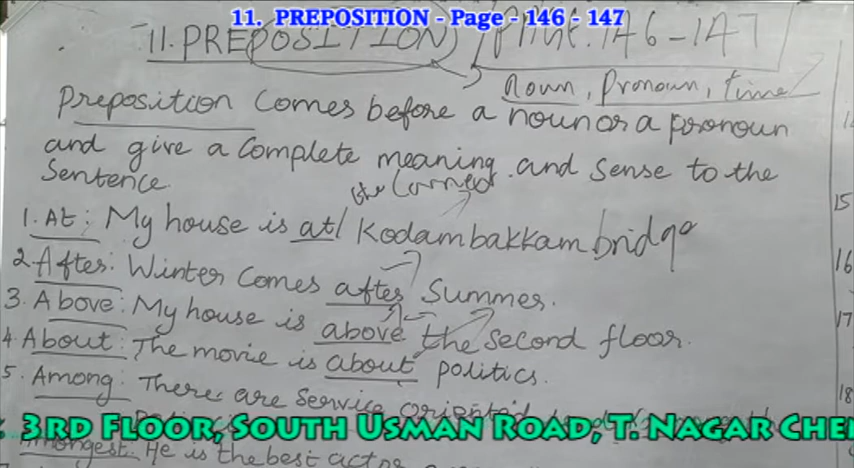 11. PREPOSITION - Page - 146 - 147
11. PREPOSITION Print. 146-147
noun, pronoun, time
Preposition Comes before a noun or a pronoun
and give a complete meaning and sense to the
Sentence.
1. At: My house is at Kodambakkam bridge
2. After: Winter Comes after Summer.
3. Above: My house is above the second floor.
4. About: The movie is about politics.
5. Among: There are service oriented
3RD FLOOR, SOUTH USMAN ROAD, T. NAGAR CHEN
Amongest: He is the best actor
15
16
17
18